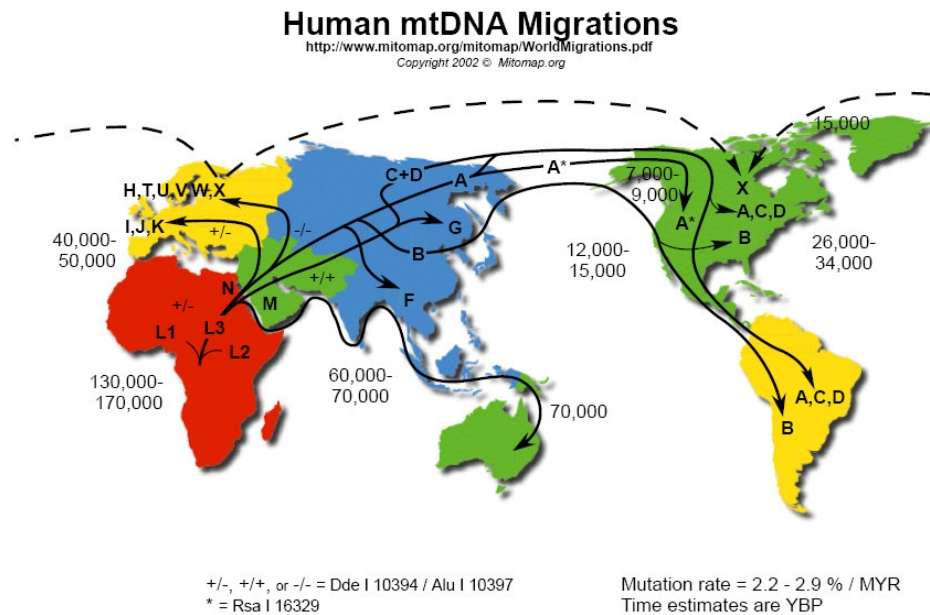 Human mtDNA Migrations
http://www.mitomap.org/mitomap/WorldMigrations.pdf
Copyright 2002 © Mitomap.org
15,000
C+D
A
A*
7,000-
9,000
X
H,T,U,V,W,X
I,J,K
+/-
-/-
G
A*
A,C,D
B
40,000-
50,000
B
12,000-
15,000
26,000-
34,000
N
+/+
M
F
+/-
L1
L3
L2
130,000-
170,000
60,000-
70,000
70,000
A,C,D
B
+/-, +/+, or -/- = Dde I 10394 / Alu I 10397
* = Rsa I 16329
Mutation rate = 2.2 - 2.9 % / MYR
Time estimates are YBP